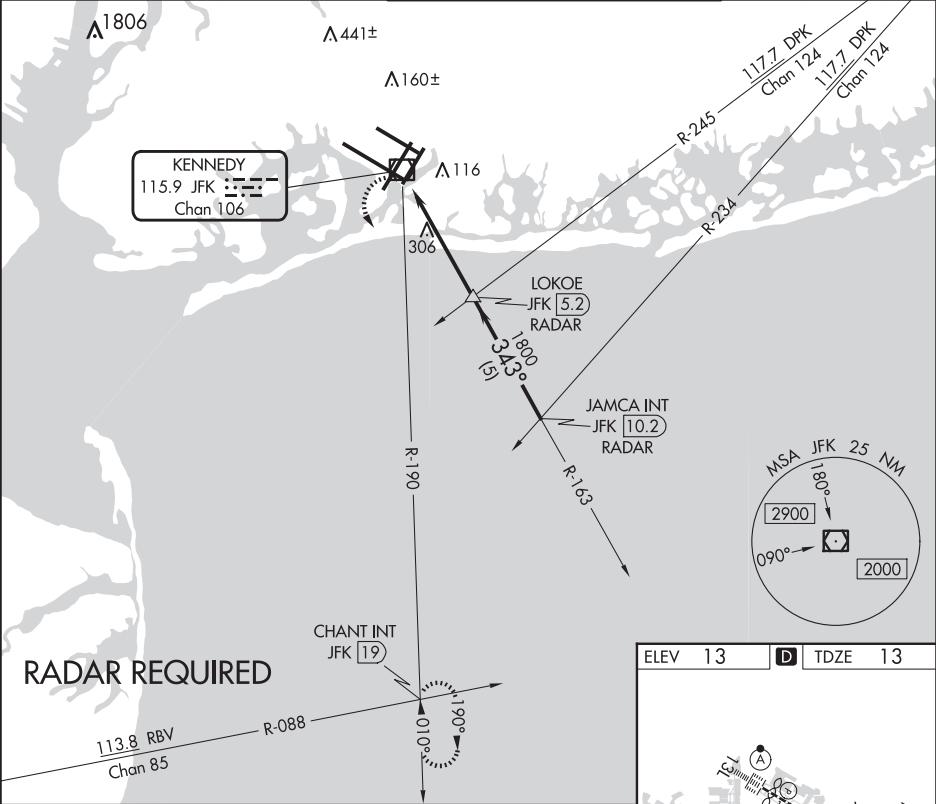 1806
441±
160±
116
306
KENNEDY
115.9 JFK
Chan 106
117.7 DPK
Chan 124
117.7 DPK
Chan 124
R-245
R-234
LOKOE
JFK 5.2
RADAR
1800
343°
(5)
JAMCA INT
JFK 10.2
RADAR
R-190
R-163
MSA JFK 25 NM
180°
2900
090°
2000
CHANT INT
JFK 19
RADAR REQUIRED
010°
190°
R-088
113.8 RBV
Chan 85
ELEV 13 D TDZE 13
A
13L
P